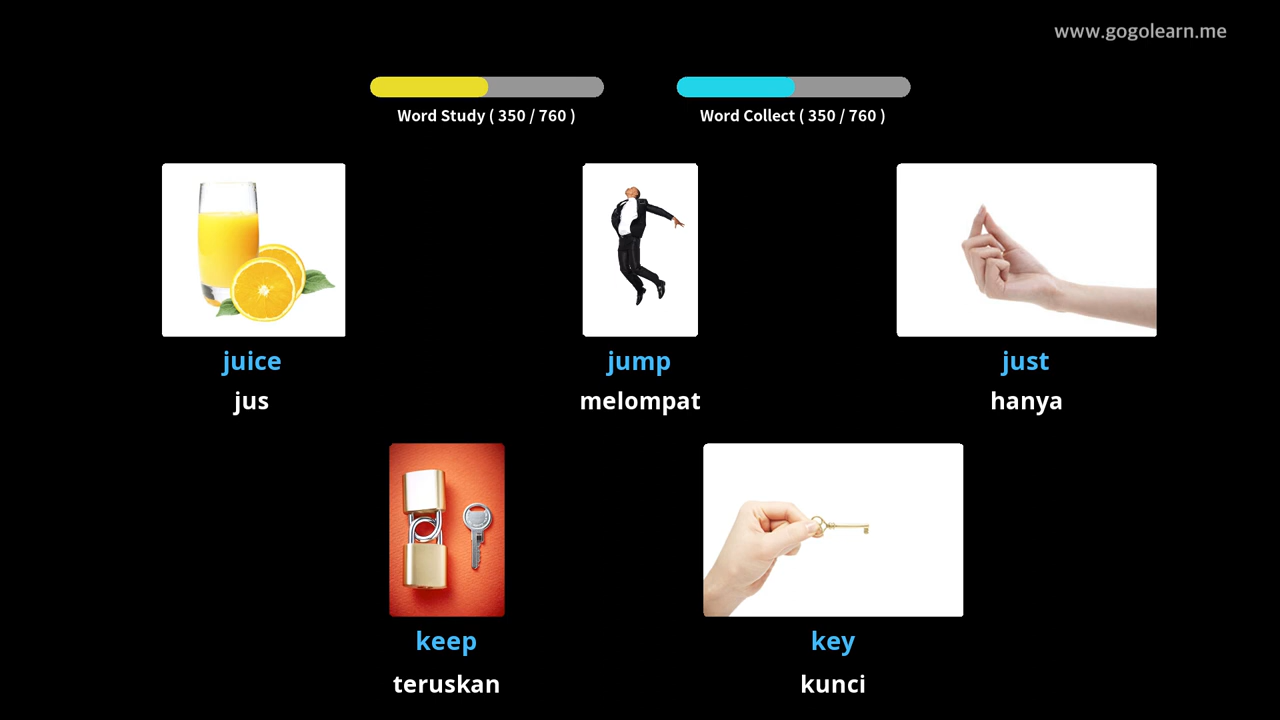 www.gogolearn.me
Word Study ( 350 / 760 )
Word Collect ( 350 / 760 )
juice
jump
just
jus
melompat
hanya
keep
key
teruskan
kunci